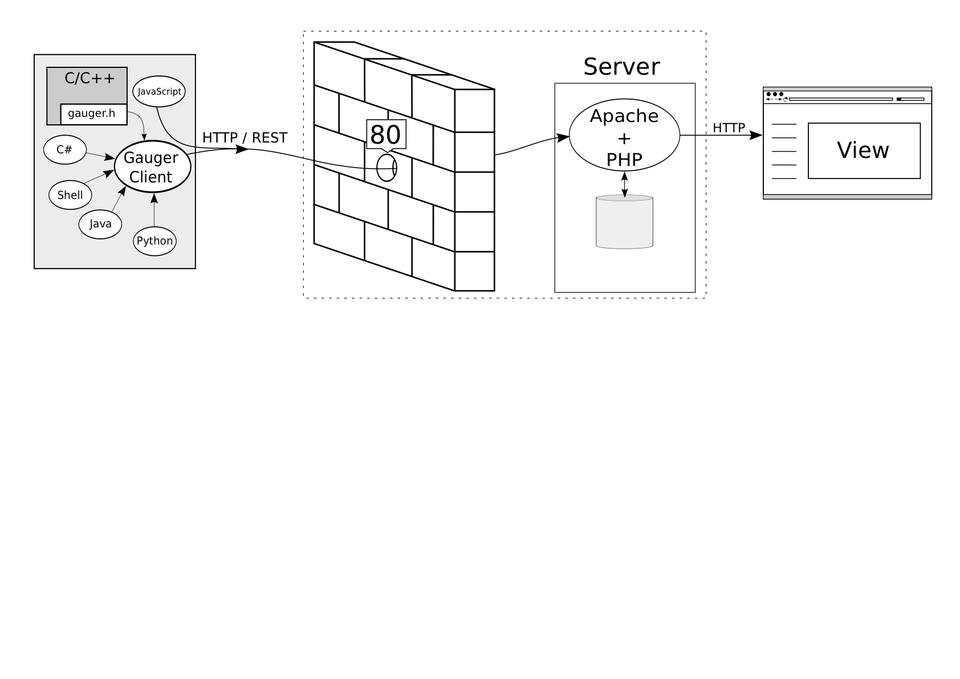 C/C++
gauger.h
JavaScript
C#
Gauger
Client
Shell
Java
Python
HTTP / REST
80
Server
Apache
+
PHP
HTTP
View